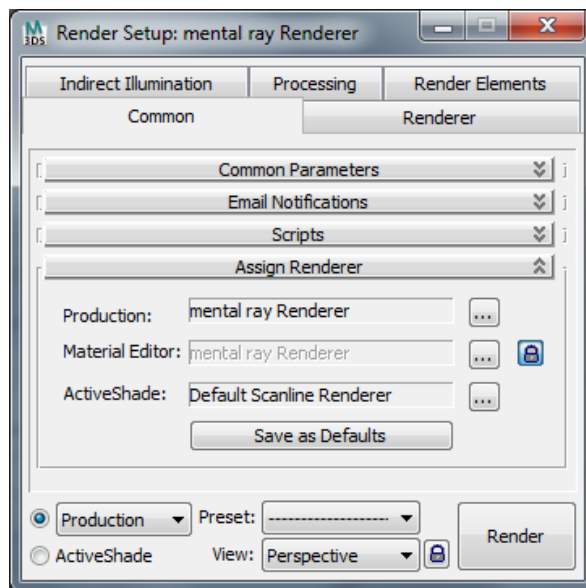 M
3DS
Render Setup: mental ray Renderer
Indirect Illumination Processing Render Elements
Common Renderer
Common Parameters
Email Notifications
Scripts
Assign Renderer
Production: mental ray Renderer ...
Material Editor: mental ray Renderer ...
ActiveShade: Default Scanline Renderer ...
Save as Defaults
Production Preset: --------------------
ActiveShade View: Perspective
Render